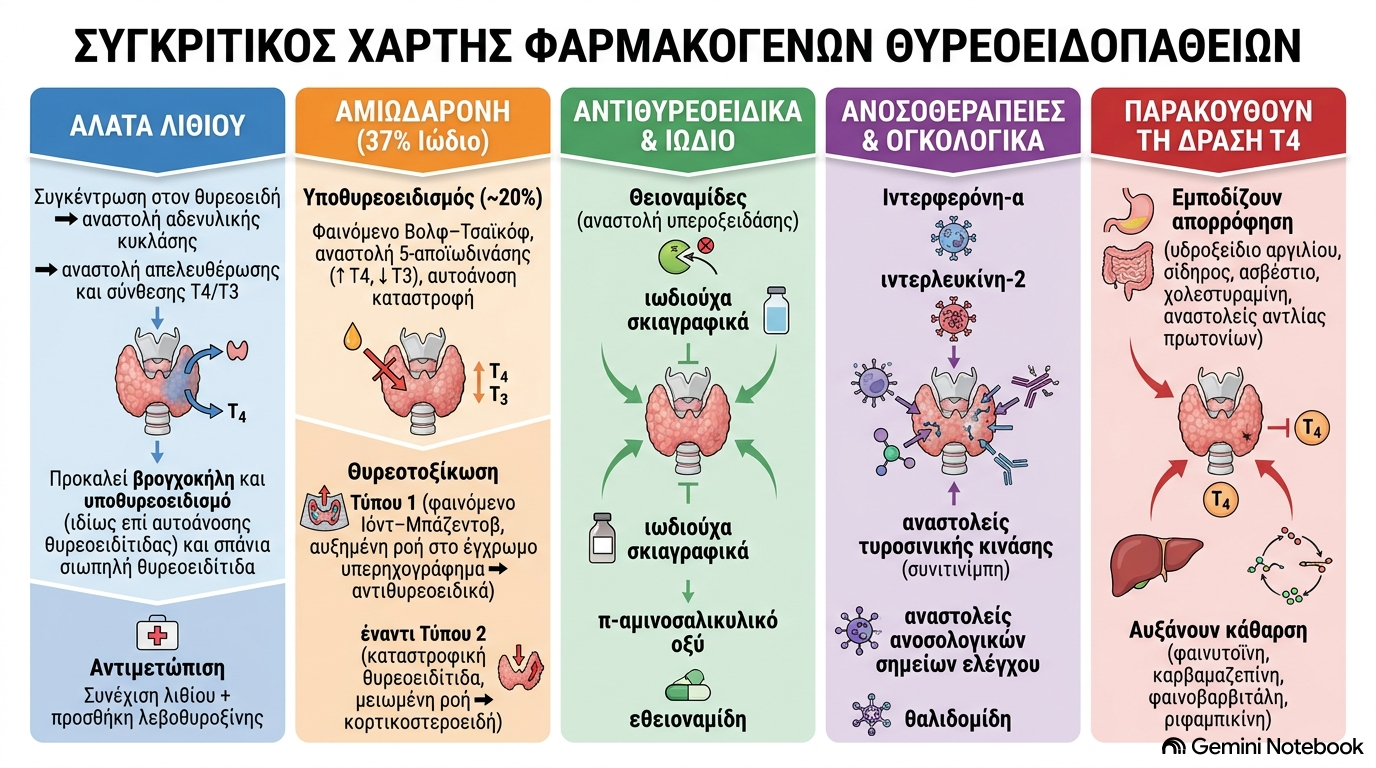 ΣΥΓΚΡΙΤΙΚΟΣ ΧΑΡΤΗΣ ΦΑΡΜΑΚΟΓΕΝΩΝ ΘΥΡΕΟΕΙΔΟΠΑΘΕΙΩΝ
ΑΛΑΤΑ ΛΙΘΙΟΥ
Συγκέντρωση στον θυρεοειδή
➡ αναστολή αδενυλικής
κυκλάσης
➡ αναστολή απελευθέρωσης
και σύνθεσης Τ4/Τ3
T₄
Προκαλεί βρογχοκήλη και
υποθυρεοειδισμό
(ιδίως επί αυτοάνοσης
θυρεοειδίτιδας) και σπάνια
σιωπηλή θυρεοειδίτιδα
Αντιμετώπιση
Συνέχιση λιθίου +
προσθήκη λεβοθυροξίνης
ΑΜΙΩΔΑΡΟΝΗ
(37% Ιώδιο)
Υποθυρεοειδισμός (~20%)
Φαινόμενο Βολφ–Τσαϊκόφ,
αναστολή 5-αποϊωδινάσης
(↑ Τ4, ↓ Τ3), αυτοάνοση
καταστροφή
T₄
T₃
Θυρεοτοξίκωση
Τύπου 1 (φαινόμενο
Ιόντ–Μπάζεντοβ,
αυξημένη ροή στο έγχρωμο
υπερηχογράφημα ➡
αντιθυρεοειδικά)
έναντι Τύπου 2
(καταστροφική
θυρεοειδίτιδα,
μειωμένη ροή ➡
κορτικοστεροειδή)
ΑΝΤΙΘΥΡΕΟΕΙΔΙΚΑ
& ΙΩΔΙΟ
Θειοναμίδες
(αναστολή υπεροξειδάσης)
ιωδιούχα
σκιαγραφικά
ιωδιούχα
σκιαγραφικά
π-αμινοσαλικυλικό
οξύ
εθειοναμίδη
ΑΝΟΣΟΘΕΡΑΠΕΙΕΣ
& ΟΓΚΟΛΟΓΙΚΑ
Ιντερφερόνη-α
ιντερλευκίνη-2
αναστολείς
τυροσινικής κινάσης
(συνιτινίμπη)
αναστολείς
ανοσολογικών
σημείων ελέγχου
θαλιδομίδη
ΠΑΡΑΚΟΥΘΟΥΝ
ΤΗ ΔΡΑΣΗ Τ4
Εμποδίζουν
απορρόφηση
(υδροξείδιο αργιλίου,
σίδηρος, ασβέστιο,
χολεστυραμίνη,
αναστολείς αντλίας
πρωτονίων)
T₄
T₄
Αυξάνουν κάθαρση
(φαινυτοΐνη,
καρβαμαζεπίνη,
φαινοβαρβιτάλη,
ριφαμπικίνη)
Gemini Notebook